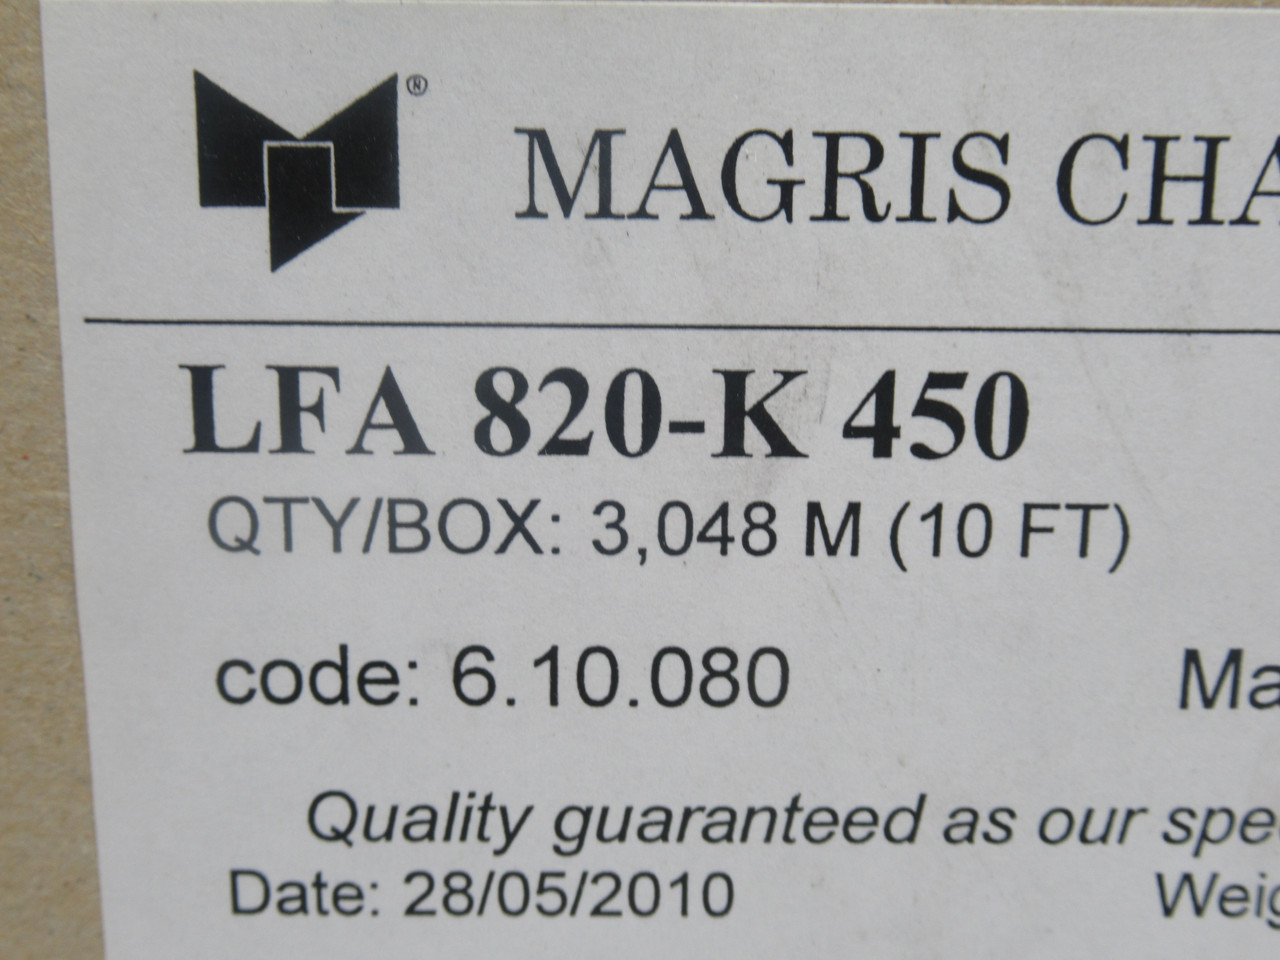 MAGRIS CHA
LFA 820-K 450
QTY/BOX: 3,048 M (10 FT)
code: 6.10.080 Ma
Quality guaranteed as our spe
Date: 28/05/2010 Weig